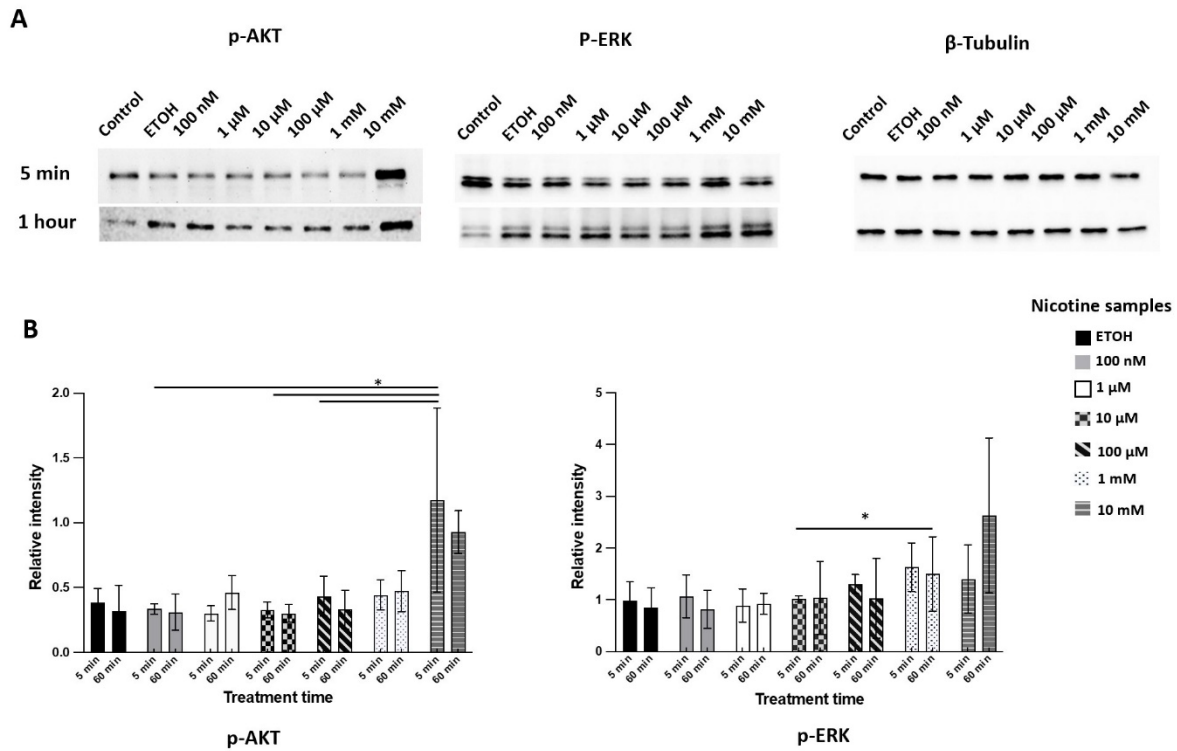 A
p-AKT
P-ERK
β-Tubulin
Control ETOH 100 nM 1 µM 10 µM 100 µM 1 mM 10 mM
Control ETOH 100 nM 1 µM 10 µM 100 µM 1 mM 10 mM
Control ETOH 100 nM 1 µM 10 µM 100 µM 1 mM 10 mM
5 min
1 hour
B
Nicotine samples
ETOH
100 nM
1 µM
10 µM
100 µM
1 mM
10 mM
Relative intensity
2.0
1.5
1.0
0.5
0.0
*
5 min 60 min 5 min 60 min 5 min 60 min 5 min 60 min 5 min 60 min 5 min 60 min 5 min 60 min
Treatment time
p-AKT
Relative intensity
5
4
3
2
1
0
*
5 min 60 min 5 min 60 min 5 min 60 min 5 min 60 min 5 min 60 min 5 min 60 min 5 min 60 min
Treatment time
p-ERK